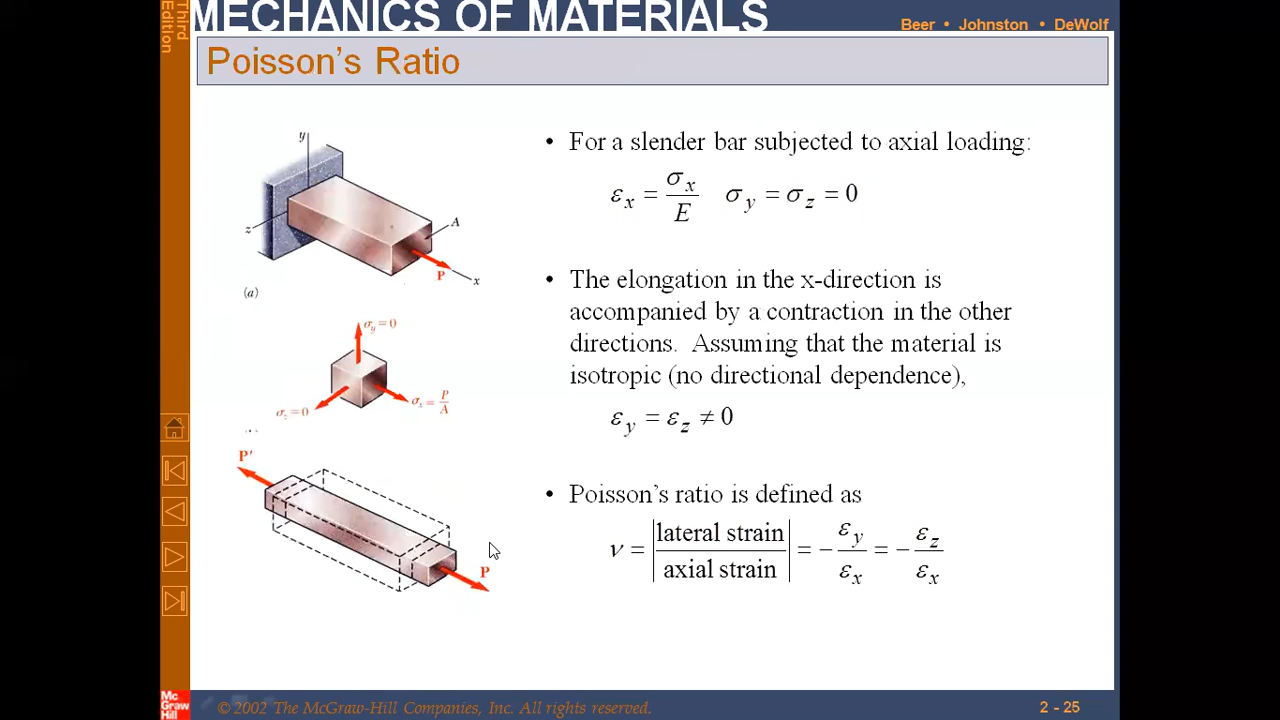 MECHANICS OF MATERIALS
Beer • Johnston • DeWolf
Third
Edition
Poisson's Ratio
• For a slender bar subjected to axial loading:
ε_x = σ_x / E   σ_y = σ_z = 0
• The elongation in the x-direction is
accompanied by a contraction in the other
directions. Assuming that the material is
isotropic (no directional dependence),
ε_y = ε_z ≠ 0
• Poisson's ratio is defined as
ν = |lateral strain / axial strain| = − ε_y / ε_x = − ε_z / ε_x
y
A
z
P
x
(a)
σ_y = 0
σ_z = 0
σ_x = P / A
P'
P
Mc
Graw
Hill
© 2002 The McGraw-Hill Companies, Inc. All rights reserved.
2 - 25